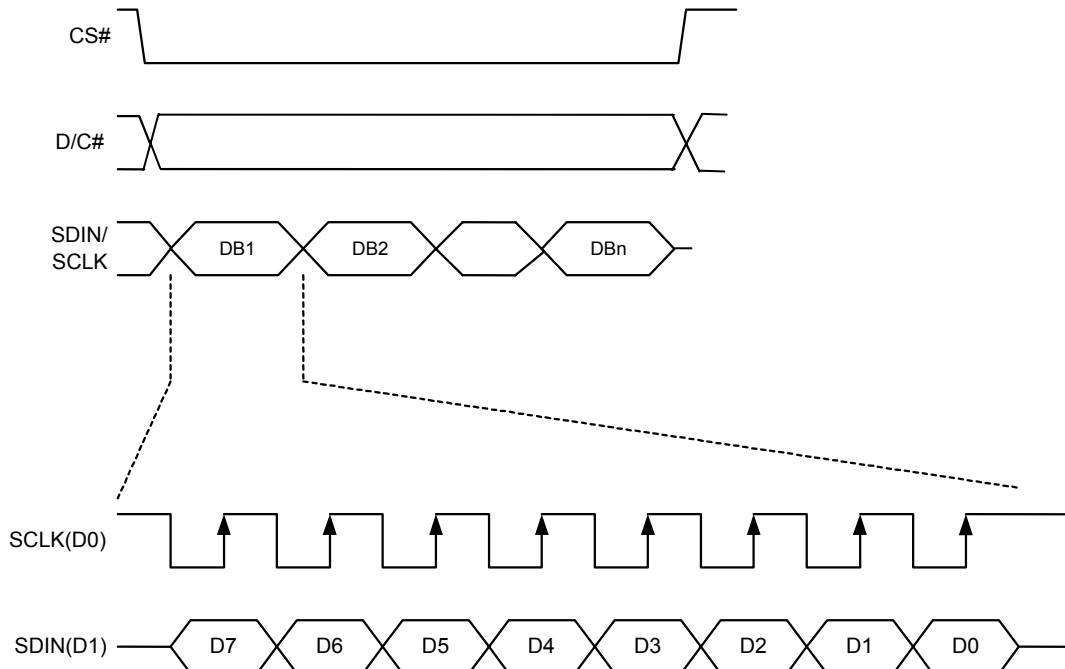 CS#
D/C#
SDIN/
SCLK
DB1 DB2 DBn
SCLK(D0)
SDIN(D1) D7 D6 D5 D4 D3 D2 D1 D0